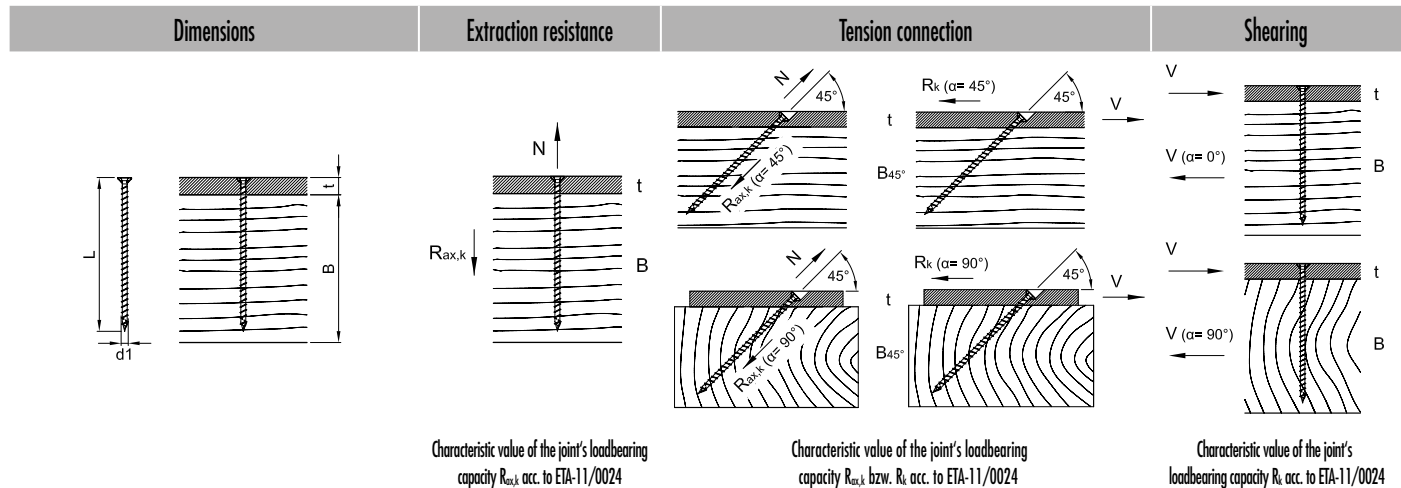 Dimensions
Extraction resistance
Tension connection
Shearing
L
d1
t
B
N
t
Rax,k
B
N
45°
Rax,k (α= 45°)
t
B45°
Rk (α= 45°)
45°
V
N
45°
Rax,k (α= 90°)
t
B45°
Rk (α= 90°)
45°
V
V
t
V (α= 0°)
B
V
t
V (α= 90°)
B
Characteristic value of the joint‘s loadbearing
capacity Rax,k acc. to ETA-11/0024
Characteristic value of the joint‘s loadbearing
capacity Rax,k bzw. Rk acc. to ETA-11/0024
Characteristic value of the joint‘s
loadbearing capacity Rk acc. to ETA-11/0024